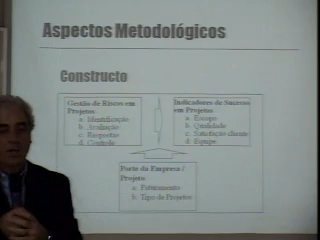 Aspectos Metodológicos
Constructo
Gestão de Riscos em
Projetos
a. Identificação
b. Avaliação
c. Respostas
d. Controle
Indicadores de Sucesso
em Projetos
a. Escopo
b. Qualidade
c. Satisfação cliente
d. Equipe
Porte da Empresa /
Projeto
a. Faturamento
b. Tipo de Projetos